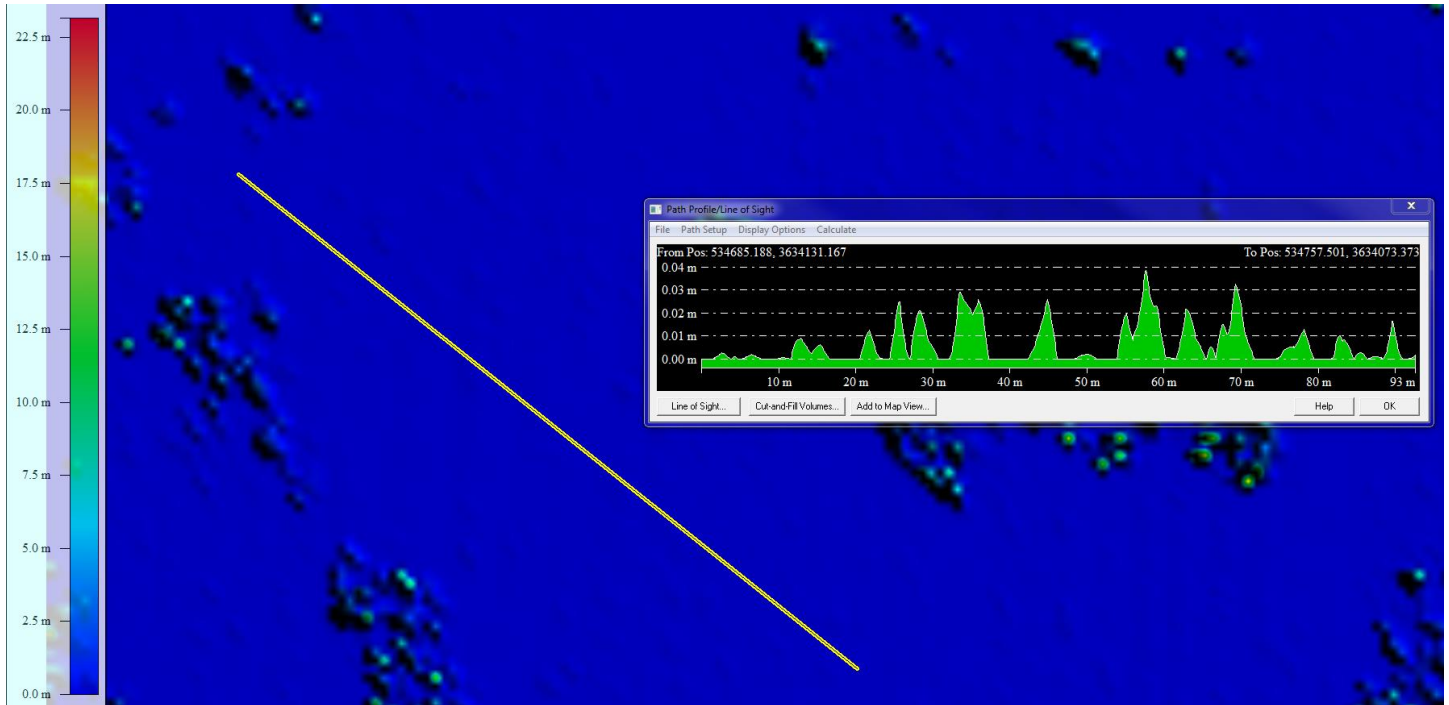 22.5 m
20.0 m
17.5 m
15.0 m
12.5 m
10.0 m
7.5 m
5.0 m
2.5 m
0.0 m
Path Profile/Line of Sight
x
File Path Setup Display Options Calculate
From Pos: 534685.188, 3634131.167 To Pos: 534757.501, 3634073.373
0.04 m
0.03 m
0.02 m
0.01 m
0.00 m
10 m 20 m 30 m 40 m 50 m 60 m 70 m 80 m 93 m
Line of Sight... Cut-and-Fill Volumes... Add to Map View... Help OK